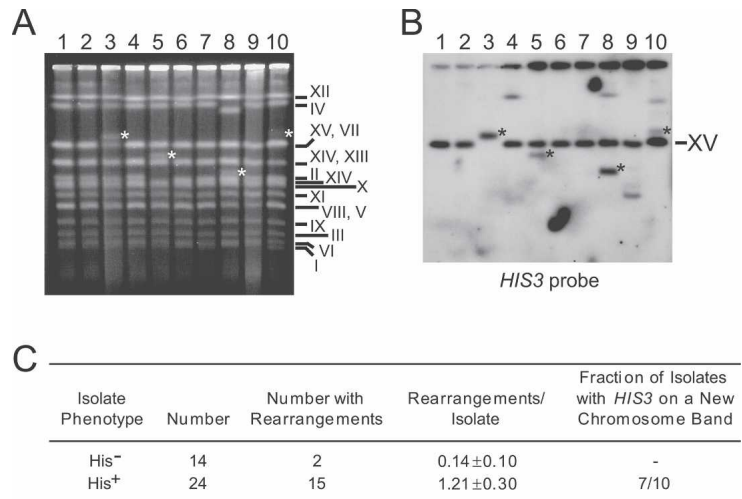 A
1 2 3 4 5 6 7 8 9 10
XII
IV
XV, VII
XIV, XIII
II XIV
X
XI
VIII, V
IX
III
VI
I
* * * *
B
1 2 3 4 5 6 7 8 9 10
XV
* * * *
HIS3 probe
C
Isolate Phenotype
Number
Number with Rearrangements
Rearrangements/ Isolate
Fraction of Isolates with HIS3 on a New Chromosome Band
His- 14 2 0.14±0.10 -
His+ 24 15 1.21±0.30 7/10